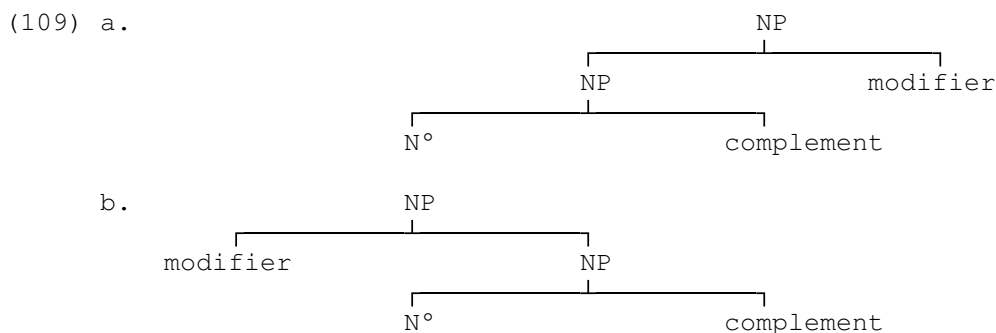 (109) a. NP
NP modifier
N° complement
b. NP
modifier NP
N° complement